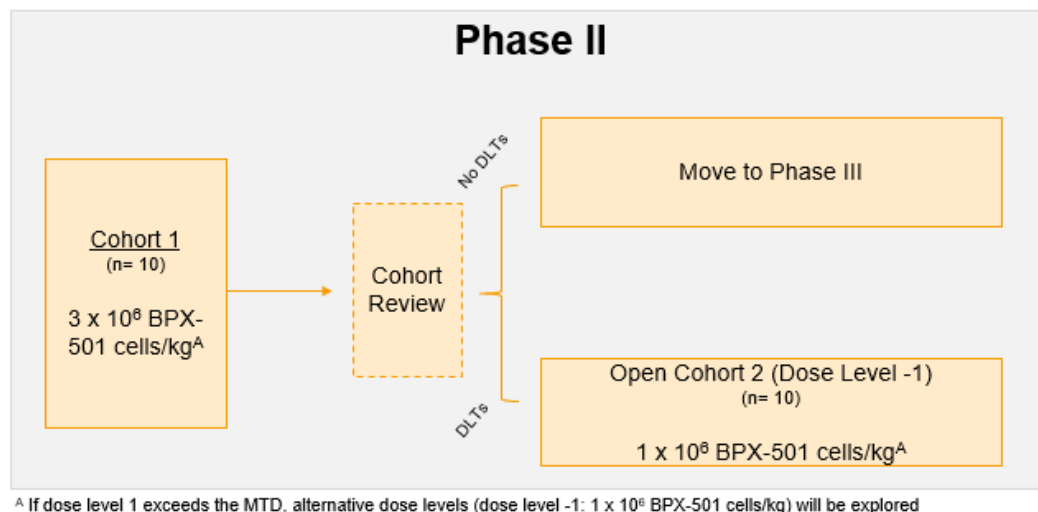 Phase II
Cohort 1
(n= 10)
3 x 10⁶ BPX-
501 cells/kgᴬ
Cohort
Review
No DLTs
Move to Phase III
DLTs
Open Cohort 2 (Dose Level -1)
(n= 10)
1 x 10⁶ BPX-501 cells/kgᴬ
ᴬ If dose level 1 exceeds the MTD, alternative dose levels (dose level -1: 1 x 10⁶ BPX-501 cells/kg) will be explored